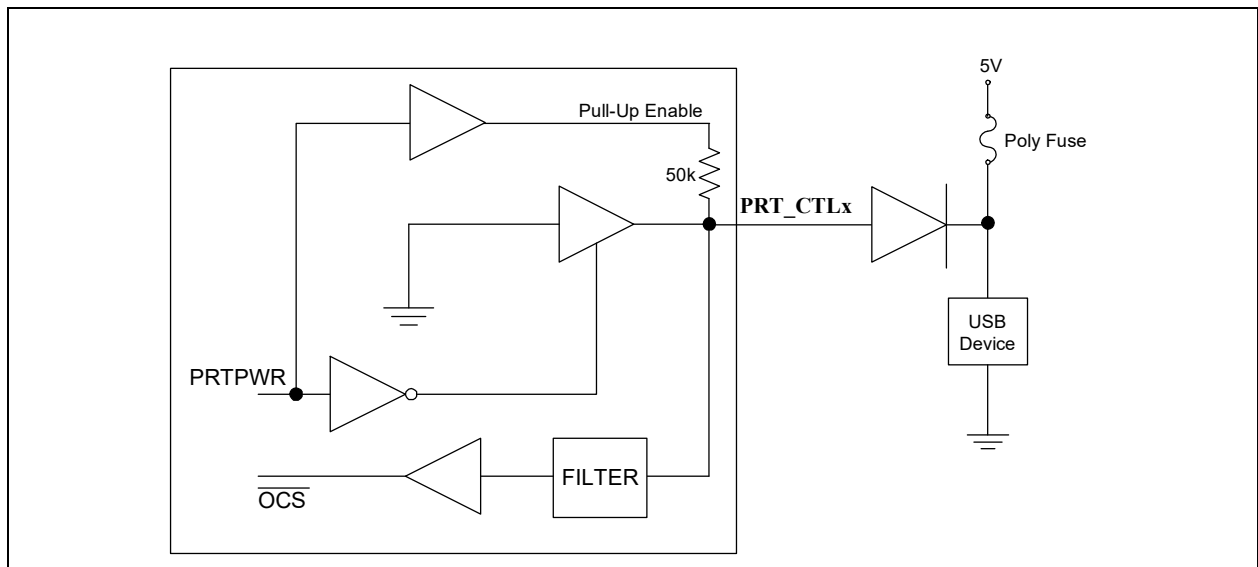 5V
Pull-Up Enable
Poly Fuse
50k
PRT_CTLx
USB
Device
PRTPWR
FILTER
OCS